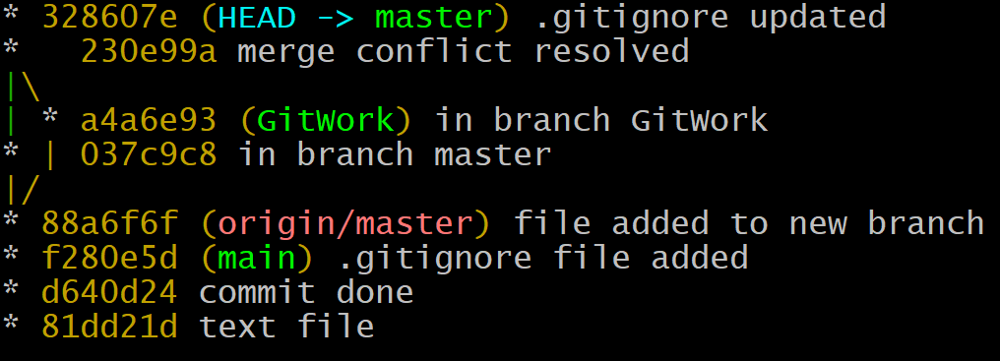 * 328607e (HEAD -> master) .gitignore updated
*   230e99a merge conflict resolved
|\
| * a4a6e93 (GitWork) in branch GitWork
* | 037c9c8 in branch master
|/
* 88a6f6f (origin/master) file added to new branch
* f280e5d (main) .gitignore file added
* d640d24 commit done
* 81dd21d text file